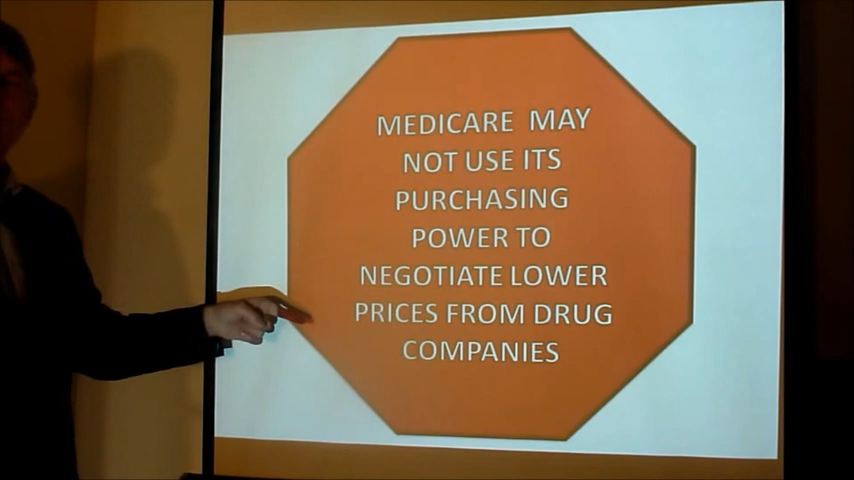 MEDICARE MAY
NOT USE ITS
PURCHASING
POWER TO
NEGOTIATE LOWER
PRICES FROM DRUG
COMPANIES